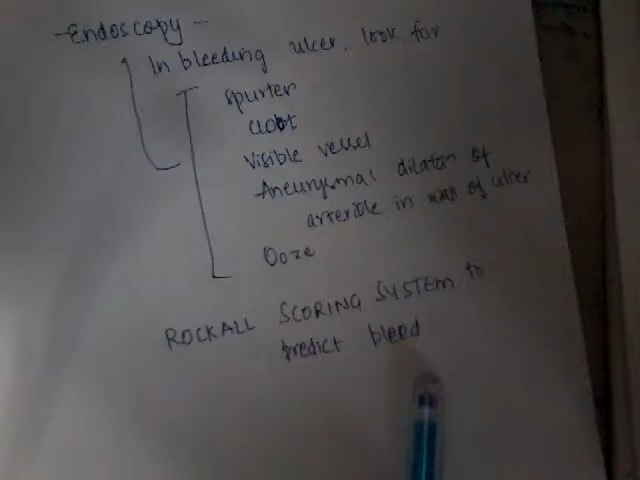 -Endoscopy-
In bleeding ulcer, look for
spurter
clot
visible vessel
Aneurysmal dilaton of
arteriole in wall of ulcer
Ooze
ROCKALL SCORING SYSTEM to
predict bleed